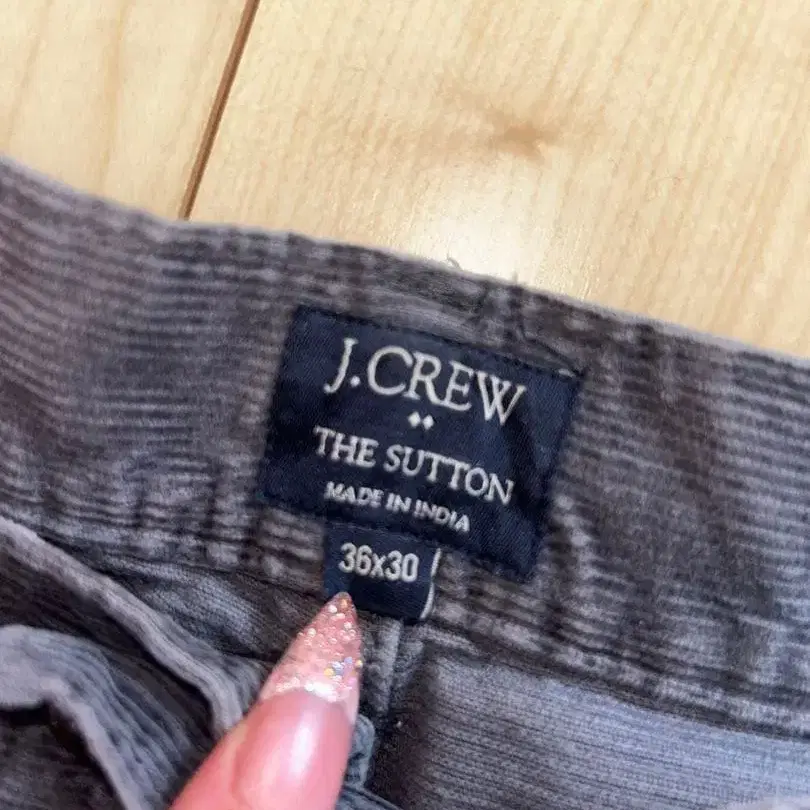 J.CREW
THE SUTTON
MADE IN INDIA
36x30